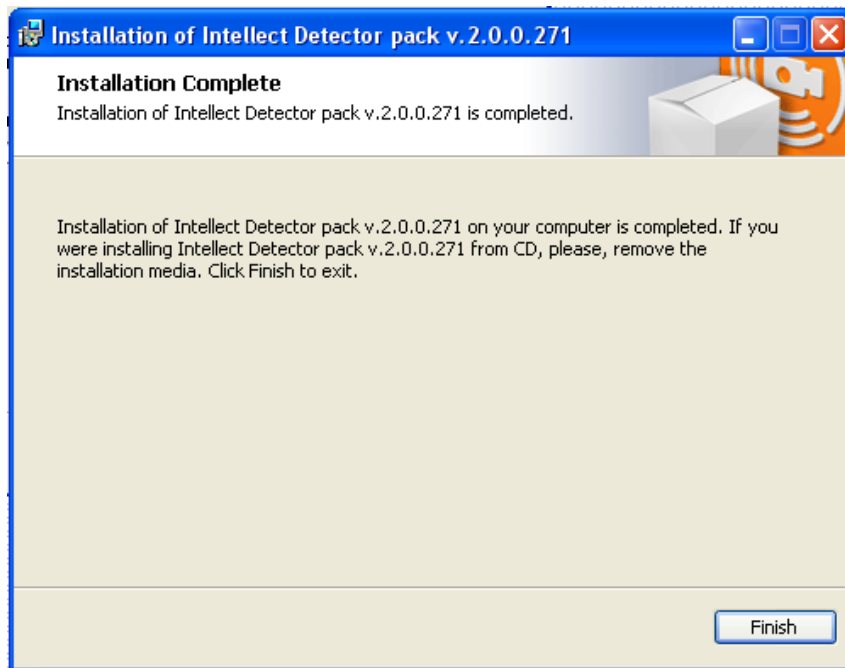 Installation of Intellect Detector pack v.2.0.0.271
Installation Complete
Installation of Intellect Detector pack v.2.0.0.271 is completed.
Installation of Intellect Detector pack v.2.0.0.271 on your computer is completed. If you
were installing Intellect Detector pack v.2.0.0.271 from CD, please, remove the
installation media. Click Finish to exit.
Finish